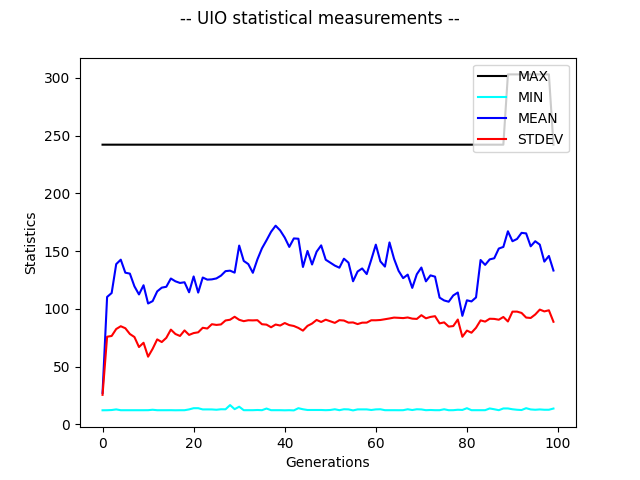 -- UIO statistical measurements --
300
250
200
150
100
50
0
Statistics
MAX
MIN
MEAN
STDEV
0 20 40 60 80 100
Generations